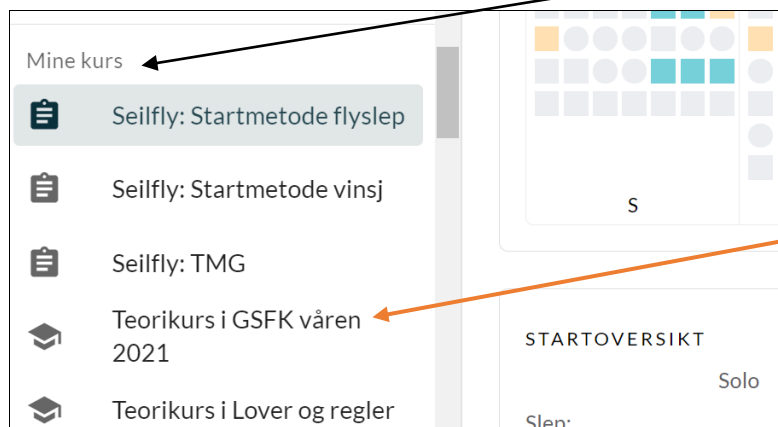 Mine kurs
Seilfly: Startmetode flyslep
Seilfly: Startmetode vinsj
Seilfly: TMG
Teorikurs i GSFK våren
2021
Teorikurs i Lover og regler
S
STARTOVERSIKT
Solo
Slep: